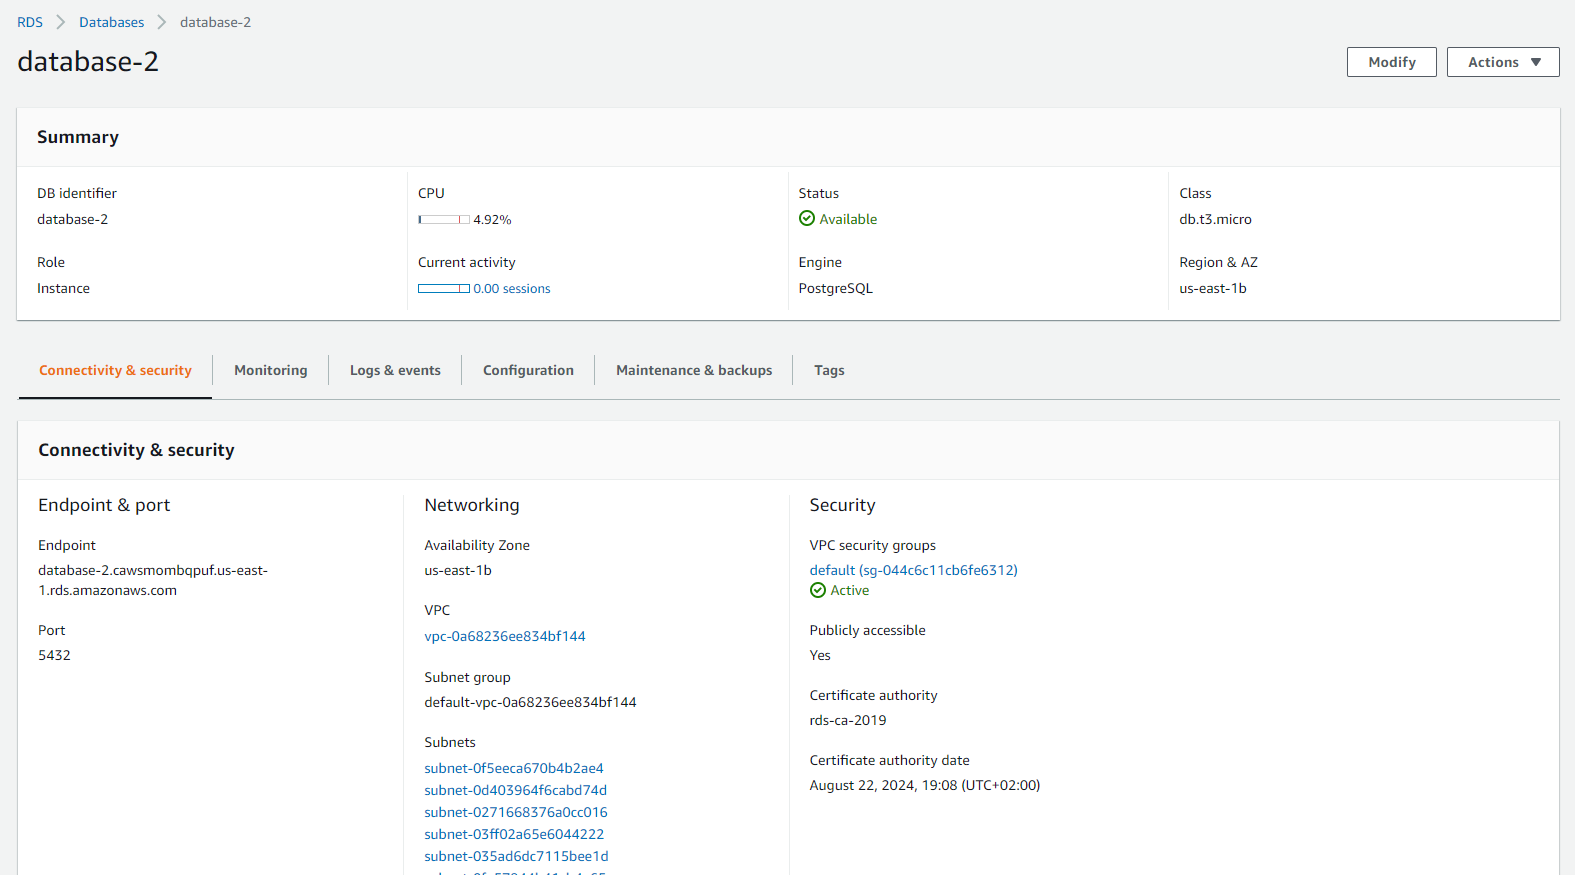 RDS > Databases > database-2
database-2
Modify
Actions
Summary
DB identifier
database-2
CPU
4.92%
Status
Available
Class
db.t3.micro
Role
Instance
Current activity
0.00 sessions
Engine
PostgreSQL
Region & AZ
us-east-1b
Connectivity & security
Monitoring
Logs & events
Configuration
Maintenance & backups
Tags
Connectivity & security
Endpoint & port
Endpoint
database-2.cawsmombqpuf.us-east-
1.rds.amazonaws.com
Port
5432
Networking
Availability Zone
us-east-1b
VPC
vpc-0a68236ee834bf144
Subnet group
default-vpc-0a68236ee834bf144
Subnets
subnet-0f5eeca670b4b2ae4
subnet-0d403964f6cabd74d
subnet-0271668376a0cc016
subnet-03ff02a65e6044222
subnet-035ad6dc7115bee1d
Security
VPC security groups
default (sg-044c6c11cb6fe6312)
Active
Publicly accessible
Yes
Certificate authority
rds-ca-2019
Certificate authority date
August 22, 2024, 19:08 (UTC+02:00)